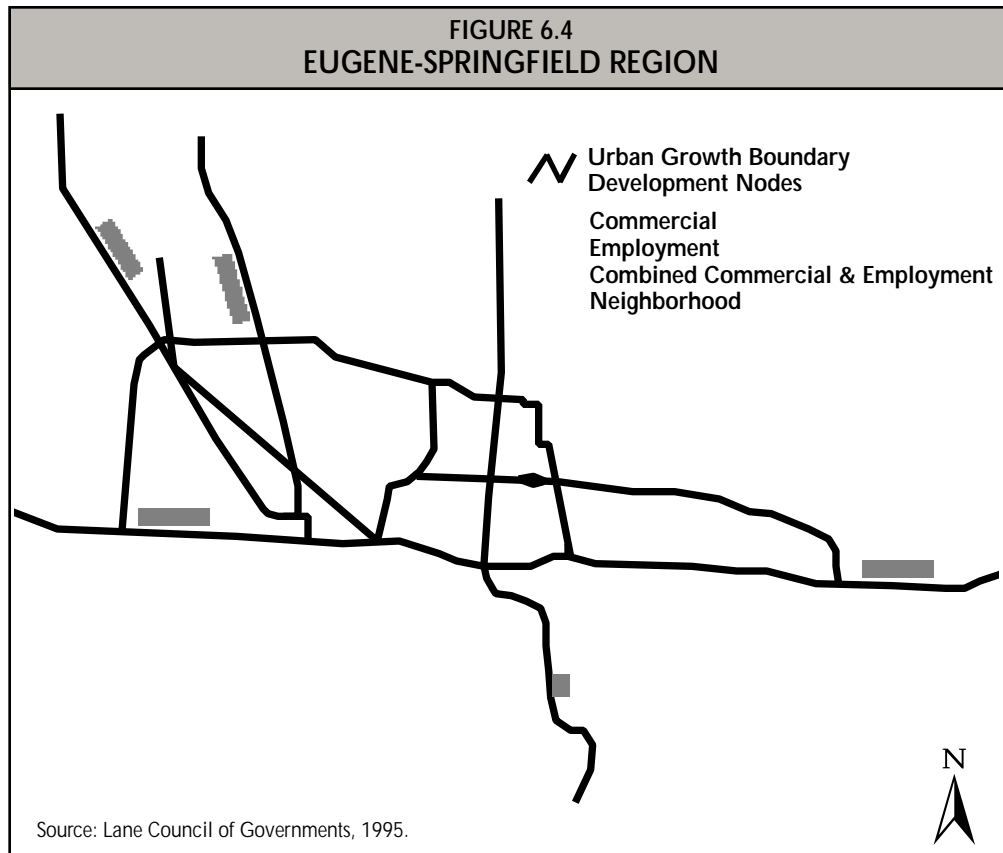 FIGURE 6.4
EUGENE-SPRINGFIELD REGION
Urban Growth Boundary
Development Nodes
Commercial
Employment
Combined Commercial & Employment
Neighborhood
N
Source: Lane Council of Governments, 1995.